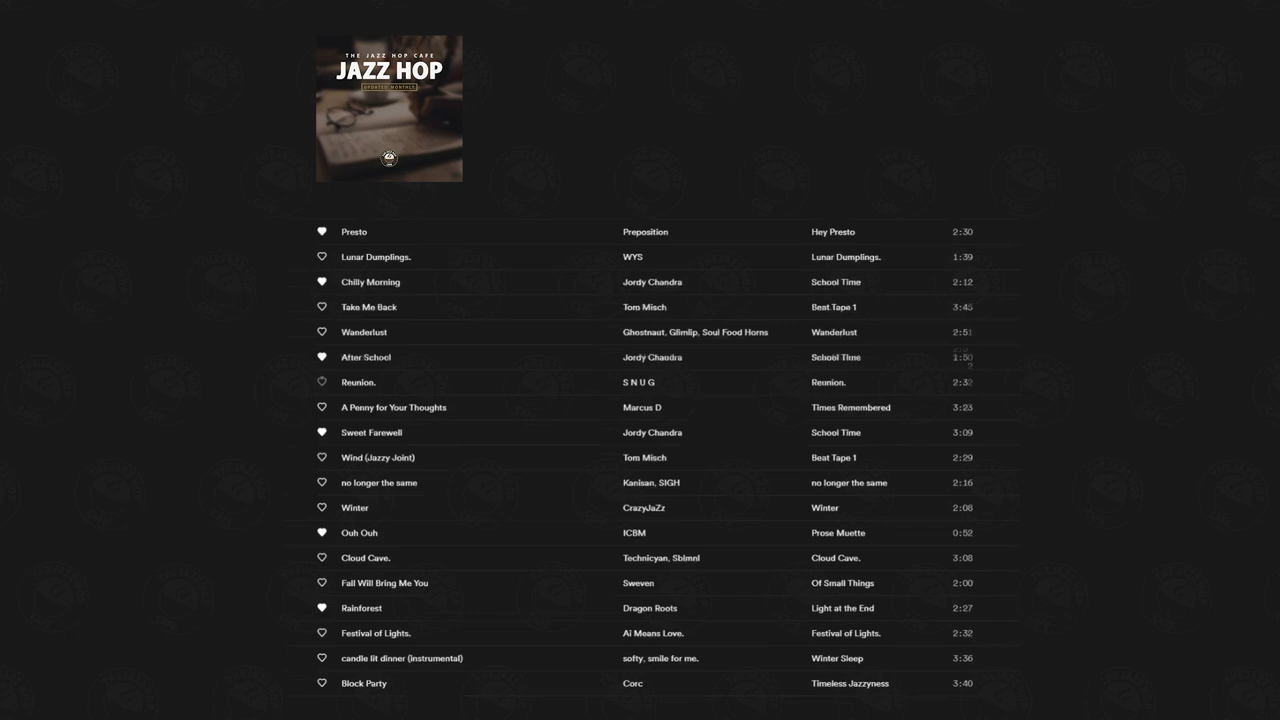 THE JAZZ HOP CAFE
JAZZ HOP
UPDATED MONTHLY
Presto Preposition Hey Presto 2:30
Lunar Dumplings. WYS Lunar Dumplings. 1:39
Chilly Morning Jordy Chandra School Time 2:12
Take Me Back Tom Misch Beat Tape 1 3:45
Wanderlust Ghostnaut, Glimlip, Soul Food Horns Wanderlust 2:51
After School Jordy Chandra School Time 1:50
Reunion. S N U G Reunion. 2:32
A Penny for Your Thoughts Marcus D Times Remembered 3:23
Sweet Farewell Jordy Chandra School Time 3:09
Wind (Jazzy Joint) Tom Misch Beat Tape 1 2:29
no longer the same Kanisan, SIGH no longer the same 2:16
Winter CrazyJaZz Winter 2:08
Ouh Ouh ICBM Prose Muette 0:52
Cloud Cave. Technicyan, Sblmnl Cloud Cave. 3:08
Fall Will Bring Me You Sweven Of Small Things 2:00
Rainforest Dragon Roots Light at the End 2:27
Festival of Lights. Ai Means Love. Festival of Lights. 2:32
candle lit dinner (instrumental) softy, smile for me. Winter Sleep 3:36
Block Party Corc Timeless Jazzyness 3:40